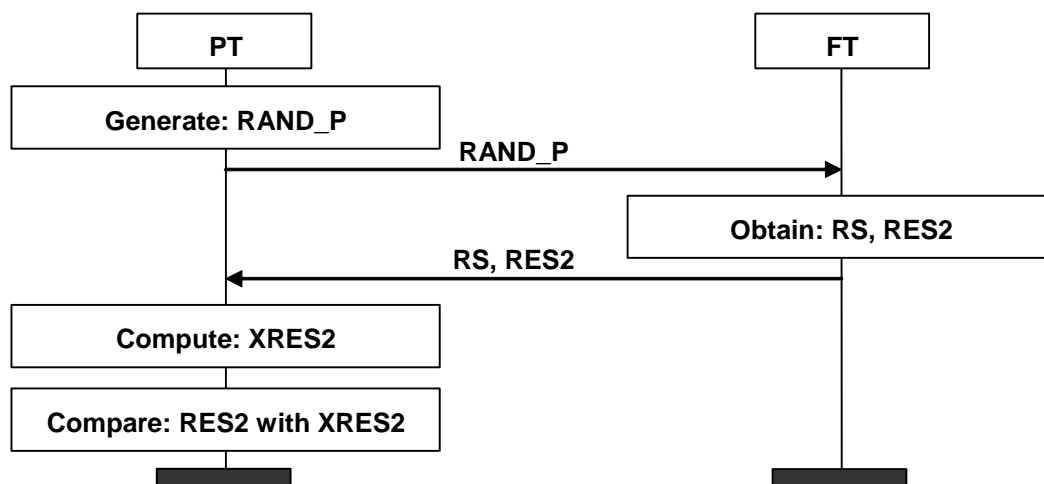 PT
FT
Generate: RAND_P
RAND_P
Obtain: RS, RES2
RS, RES2
Compute: XRES2
Compare: RES2 with XRES2